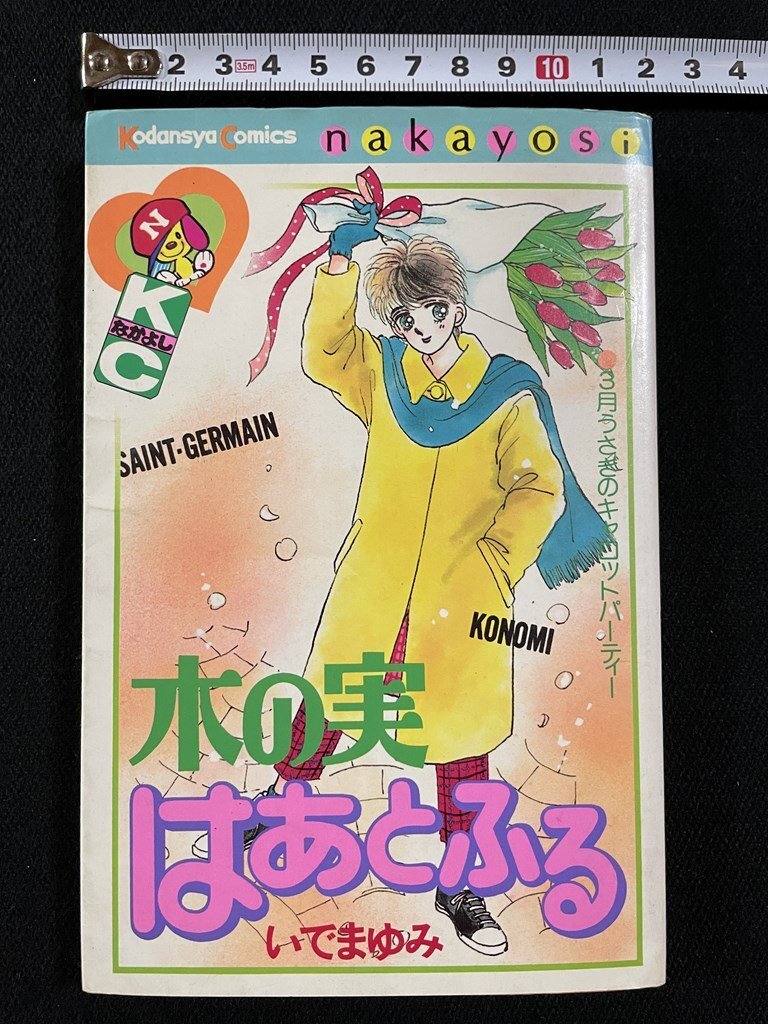 2 3 3.5m 4 5 6 7 8 9 10 1 2 3 4
Kodansya Comics nakayosi
N
KC
なかよし
3月うさぎのキャロットパーティー
SAINT-GERMAIN
KONOMI
木の実
はあとふる
いでまゆみ